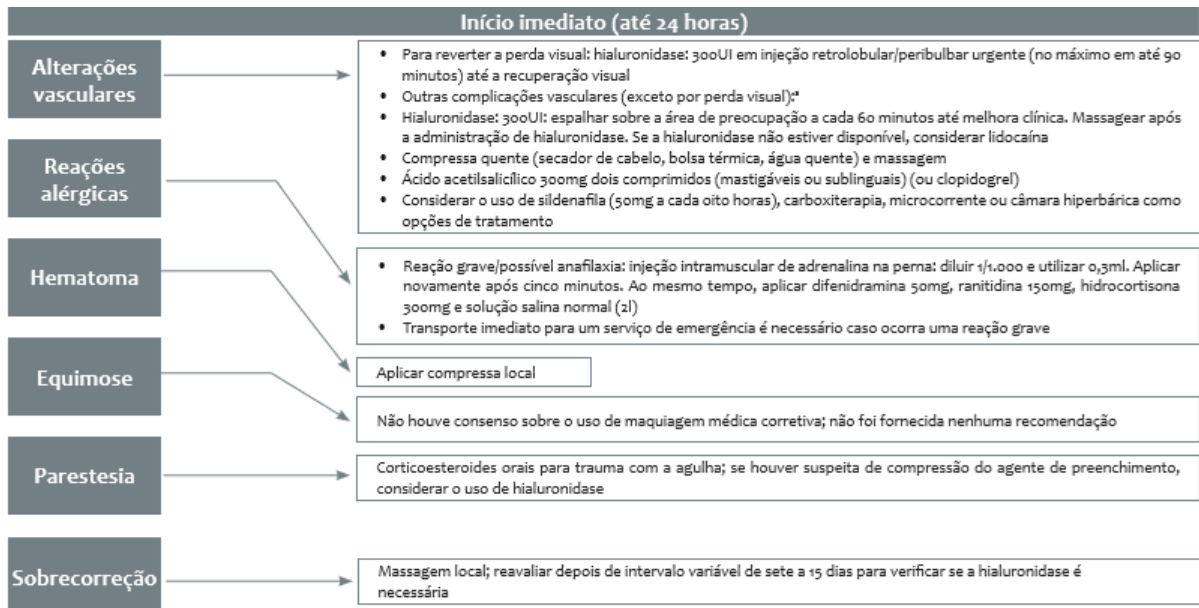 Início imediato (até 24 horas)
Alterações
vasculares
• Para reverter a perda visual: hialuronidase: 300UI em injeção retrolobular/peribulbar urgente (no máximo em até 90
minutos) até a recuperação visual
• Outras complicações vasculares (exceto por perda visual):*
• Hialuronidase: 300UI: espalhar sobre a área de preocupação a cada 60 minutos até melhora clínica. Massagear após
a administração de hialuronidase. Se a hialuronidase não estiver disponível, considerar lidocaína
• Compressa quente (secador de cabelo, bolsa térmica, água quente) e massagem
• Ácido acetilsalicílico 300mg dois comprimidos (mastigáveis ou sublinguais) (ou clopidogrel)
• Considerar o uso de sildenafila (50mg a cada oito horas), carboxiterapia, microcorrente ou câmara hiperbárica como
opções de tratamento
Reações
alérgicas
• Reação grave/possível anafilaxia: injeção intramuscular de adrenalina na perna: diluir 1/1.000 e utilizar 0,3ml. Aplicar
novamente após cinco minutos. Ao mesmo tempo, aplicar difenidramina 50mg, ranitidina 150mg, hidrocortisona
300mg e solução salina normal (2l)
• Transporte imediato para um serviço de emergência é necessário caso ocorra uma reação grave
Hematoma
Aplicar compressa local
Equimose
Não houve consenso sobre o uso de maquiagem médica corretiva; não foi fornecida nenhuma recomendação
Parestesia
Corticoesteroides orais para trauma com a agulha; se houver suspeita de compressão do agente de preenchimento,
considerar o uso de hialuronidase
Sobrecorreção
Massagem local; reavaliar depois de intervalo variável de sete a 15 dias para verificar se a hialuronidase é
necessária